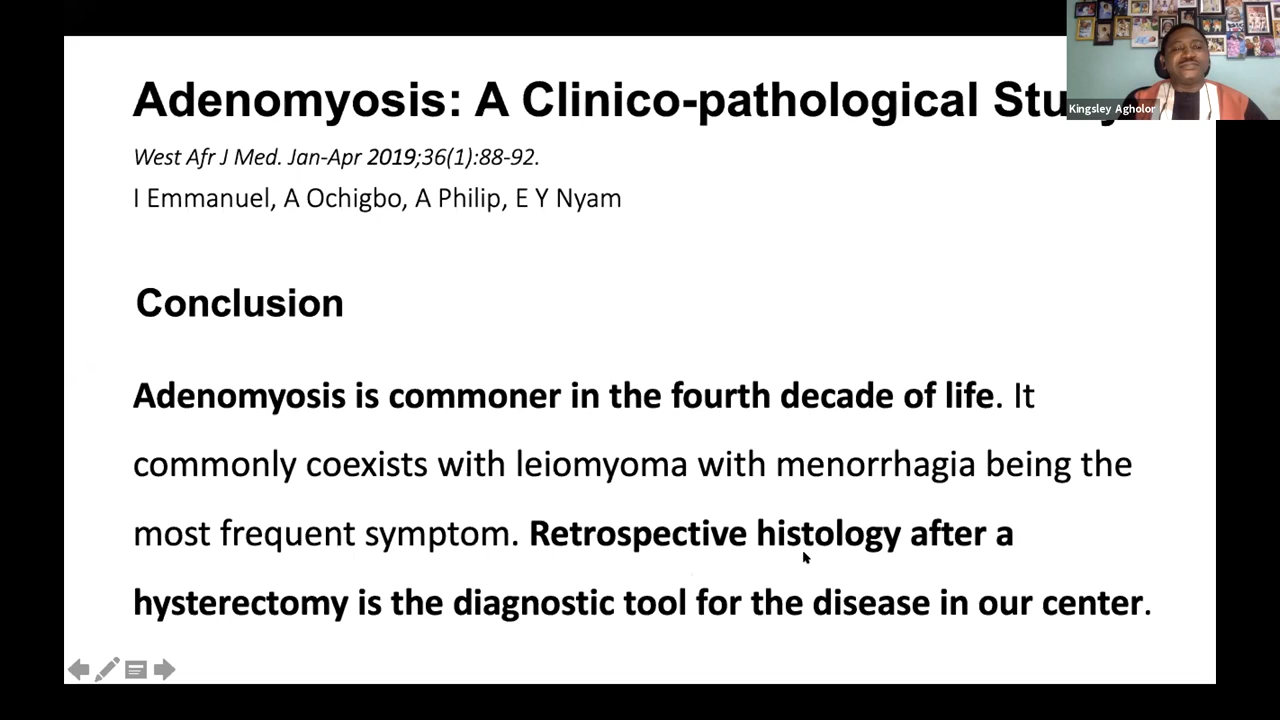 Adenomyosis: A Clinico-pathological Stu
Kingsley Agholor
West Afr J Med. Jan-Apr 2019;36(1):88-92.
I Emmanuel, A Ochigbo, A Philip, E Y Nyam
Conclusion
Adenomyosis is commoner in the fourth decade of life. It
commonly coexists with leiomyoma with menorrhagia being the
most frequent symptom. Retrospective histology after a
hysterectomy is the diagnostic tool for the disease in our center.